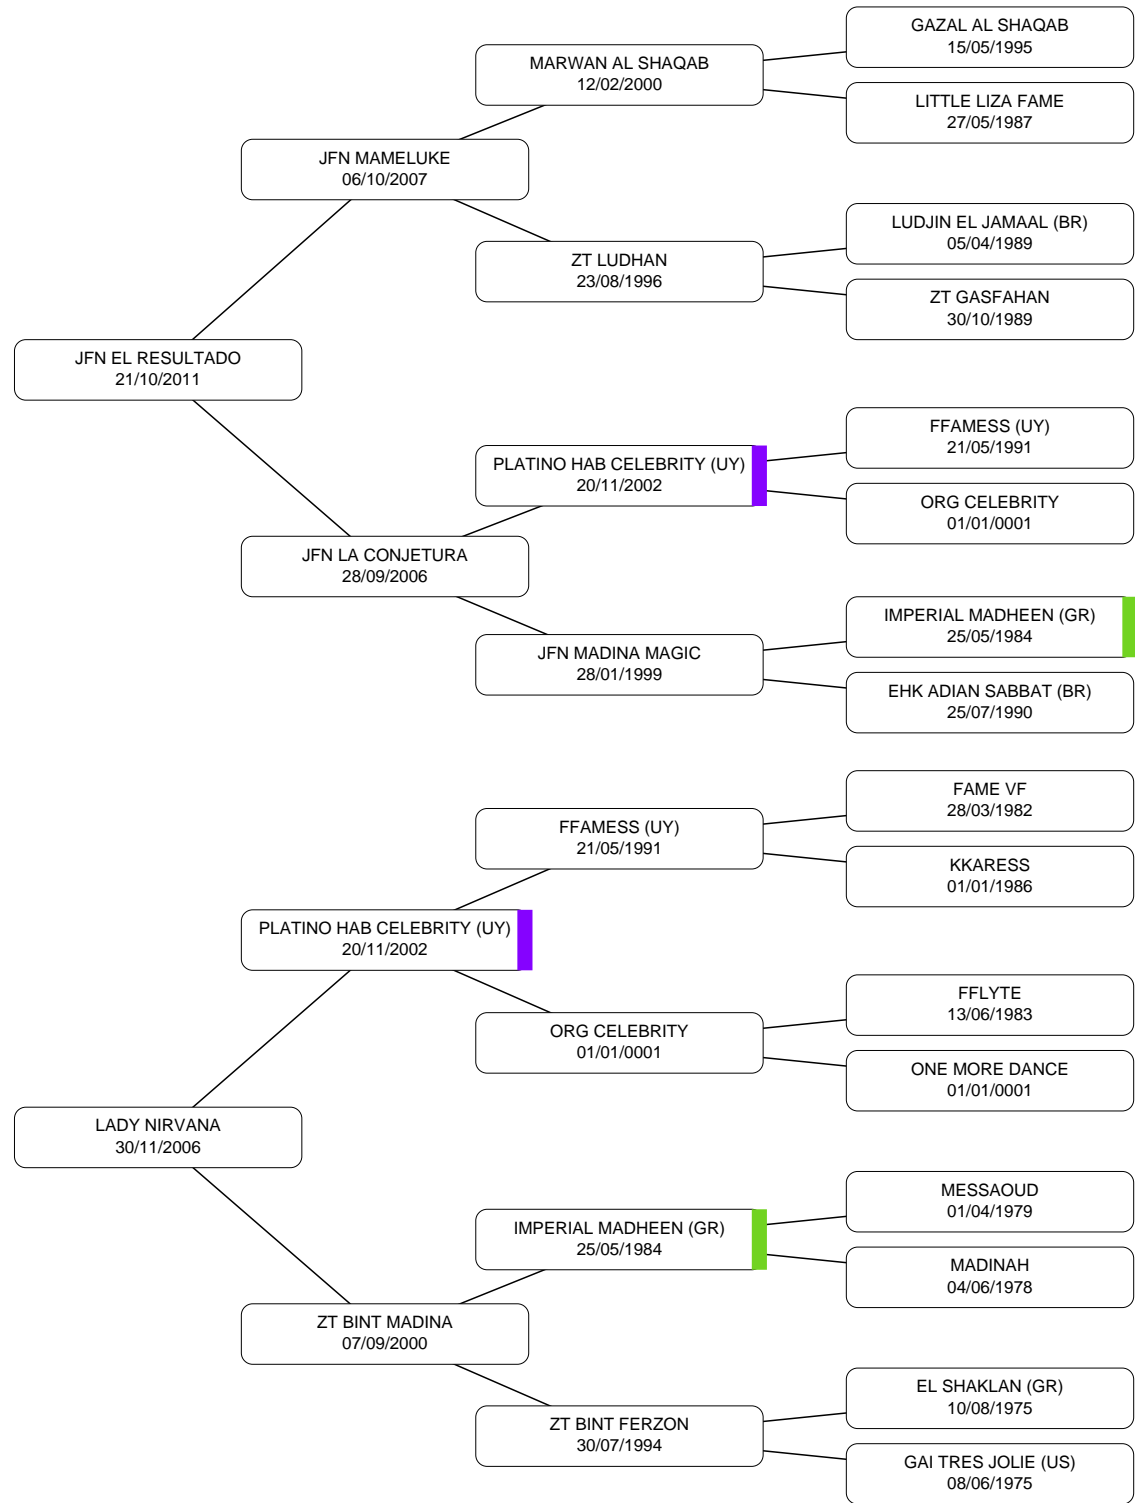 GAZAL AL SHAQAB
15/05/1995
MARWAN AL SHAQAB
12/02/2000
LITTLE LIZA FAME
27/05/1987
JFN MAMELUKE
06/10/2007
LUDJIN EL JAMAAL (BR)
05/04/1989
ZT LUDHAN
23/08/1996
ZT GASFAHAN
30/10/1989
JFN EL RESULTADO
21/10/2011
FFAMESS (UY)
21/05/1991
PLATINO HAB CELEBRITY (UY)
20/11/2002
ORG CELEBRITY
01/01/0001
JFN LA CONJETURA
28/09/2006
IMPERIAL MADHEEN (GR)
25/05/1984
JFN MADINA MAGIC
28/01/1999
EHK ADIAN SABBAT (BR)
25/07/1990
FAME VF
28/03/1982
FFAMESS (UY)
21/05/1991
KKARESS
01/01/1986
PLATINO HAB CELEBRITY (UY)
20/11/2002
FFLYTE
13/06/1983
ORG CELEBRITY
01/01/0001
ONE MORE DANCE
01/01/0001
LADY NIRVANA
30/11/2006
MESSAOUD
01/04/1979
IMPERIAL MADHEEN (GR)
25/05/1984
MADINAH
04/06/1978
ZT BINT MADINA
07/09/2000
EL SHAKLAN (GR)
10/08/1975
ZT BINT FERZON
30/07/1994
GAI TRES JOLIE (US)
08/06/1975